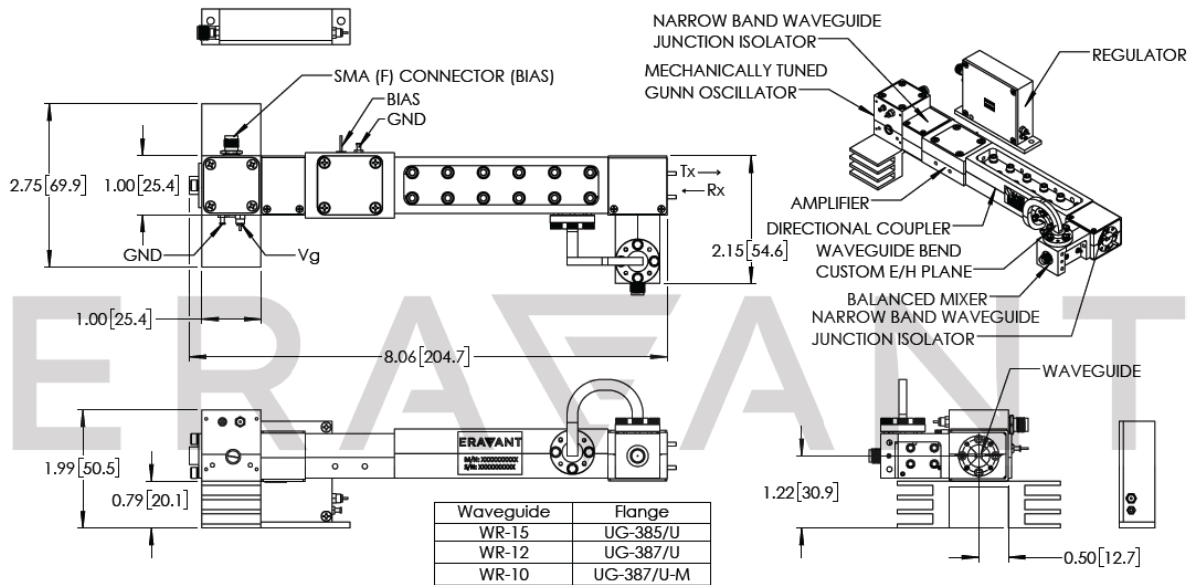 NARROW BAND WAVEGUIDE
JUNCTION ISOLATOR
MECHANICALLY TUNED
GUNN OSCILLATOR
REGULATOR
SMA (F) CONNECTOR (BIAS)
BIAS
GND
2.75[69.9]
1.00[25.4]
Tx
Rx
GND
Vg
2.15[54.6]
AMPLIFIER
DIRECTIONAL COUPLER
WAVEGUIDE BEND
CUSTOM E/H PLANE
BALANCED MIXER
NARROW BAND WAVEGUIDE
JUNCTION ISOLATOR
1.00[25.4]
8.06[204.7]
ERAVANT
WAVEGUIDE
ERAVANT
M/N: XXXXXXXXXX
S/N: XXXXXXXXXX
1.99[50.5]
0.79[20.1]
1.22[30.9]
0.50[12.7]
Waveguide Flange
WR-15 UG-385/U
WR-12 UG-387/U
WR-10 UG-387/U-M